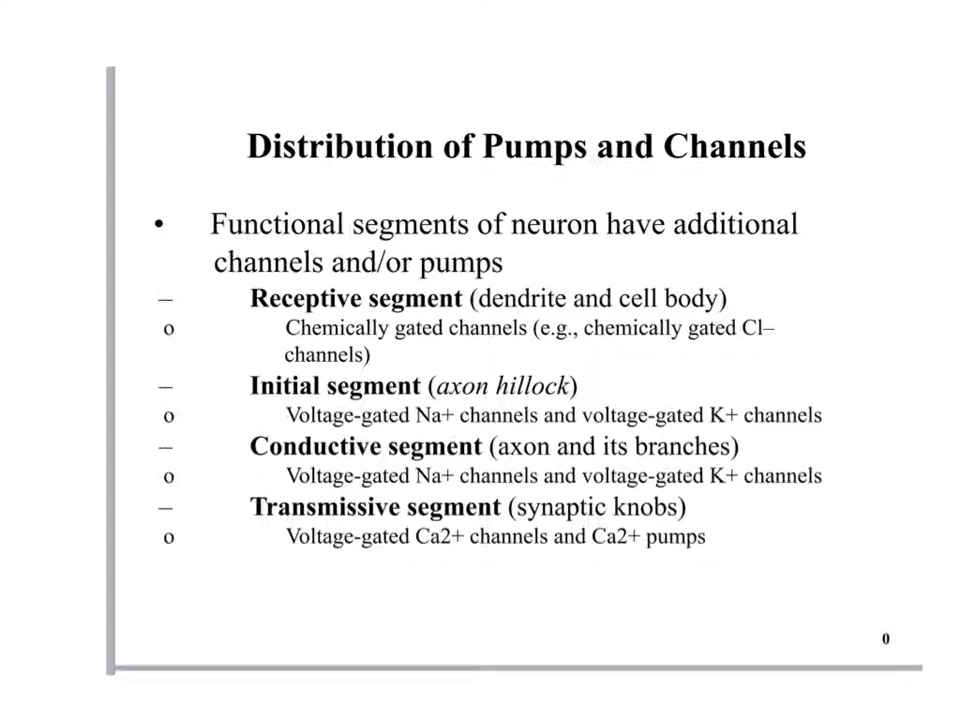 Distribution of Pumps and Channels
• Functional segments of neuron have additional
channels and/or pumps
– Receptive segment (dendrite and cell body)
o Chemically gated channels (e.g., chemically gated Cl–
channels)
– Initial segment (axon hillock)
o Voltage-gated Na+ channels and voltage-gated K+ channels
– Conductive segment (axon and its branches)
o Voltage-gated Na+ channels and voltage-gated K+ channels
– Transmissive segment (synaptic knobs)
o Voltage-gated Ca2+ channels and Ca2+ pumps
0